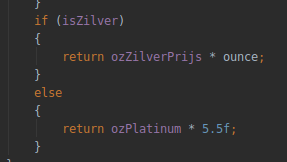 }
if (isZilver)
{
return ozZilverPrijs * ounce;
}
else
{
return ozPlatinum * 5.5f;
}
}